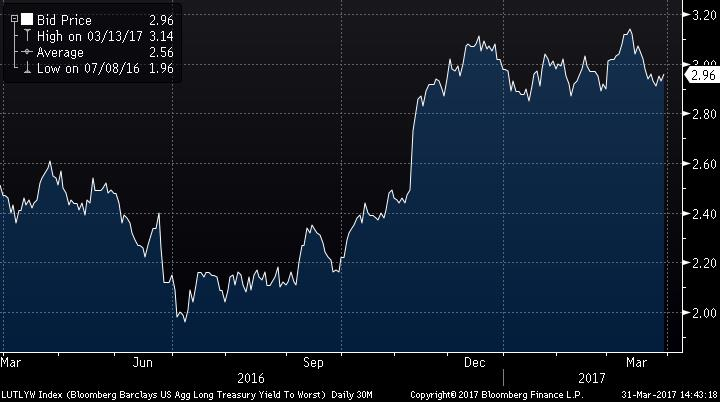 Bid Price 2.96
High on 03/13/17 3.14
Average 2.56
Low on 07/08/16 1.96
3.20
2.96
2.80
2.60
2.40
2.20
2.00
Mar Jun Sep Dec Mar
2016 2017
LUTLYW Index (Bloomberg Barclays US Agg Long Treasury Yield To Worst) Daily 30M Copyright© 2017 Bloomberg Finance L.P. 31-Mar-2017 14:43:18